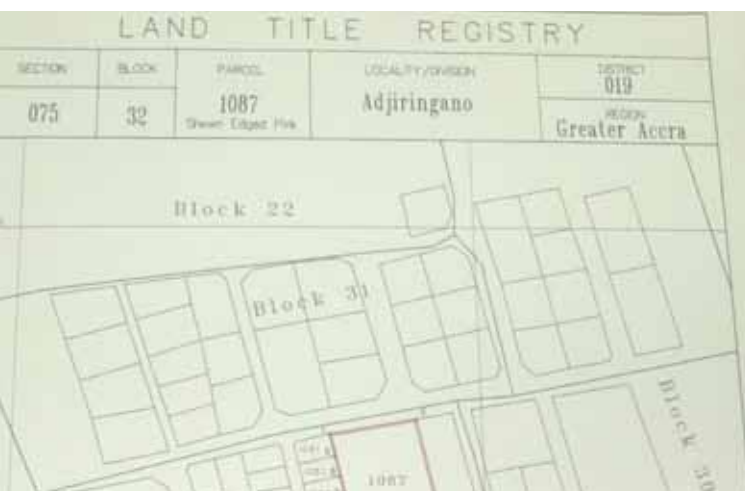 LAND TITLE REGISTRY
SECTION
BLOCK
PARCEL
LOCALITY/DIVISION
DISTRICT
019
075
32
1087
Shown Edged Pink
Adjiringano
REGION
Greater Accra
Block 22
Block 31
Block 30
1087